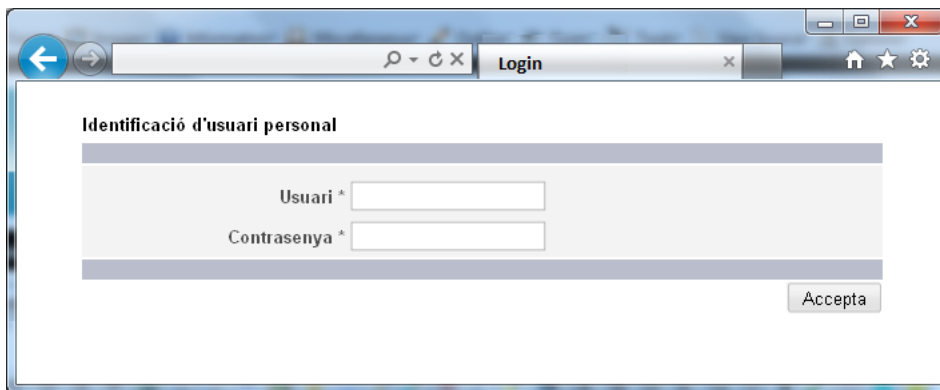 Login
Identificació d'usuari personal
Usuari *
Contrasenya *
Accepta